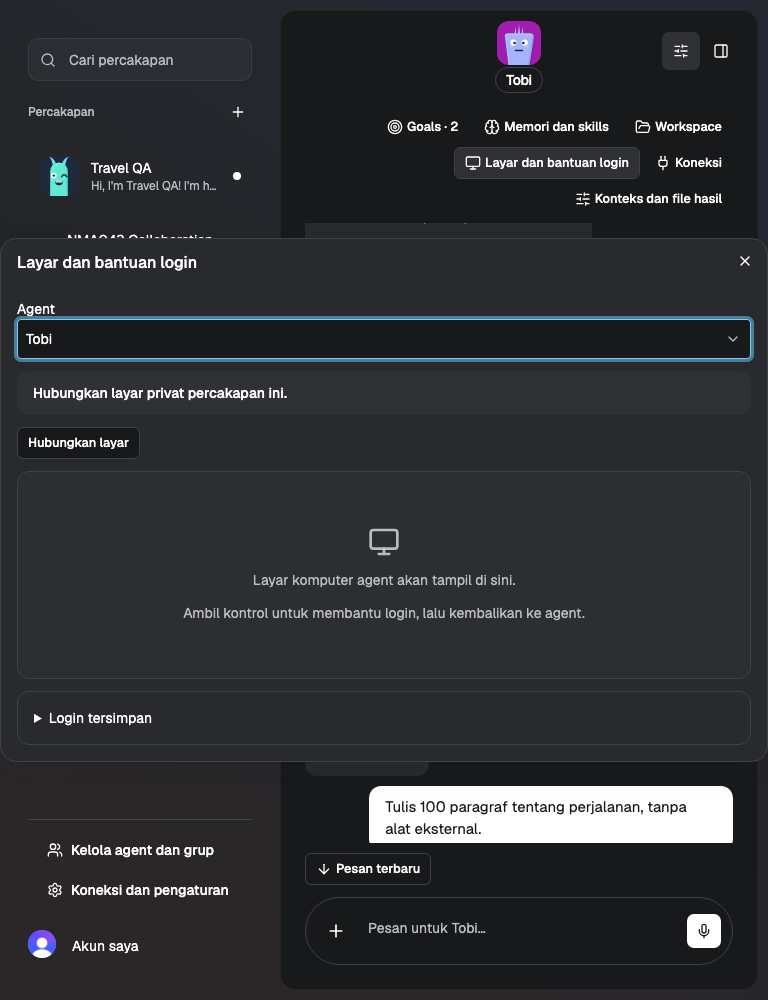 Cari percakapan
Tobi
Percakapan
Goals · 2
Memori dan skills
Workspace
Travel QA
Hi, I'm Travel QA! I'm h...
Layar dan bantuan login
Koneksi
Konteks dan file hasil
Layar dan bantuan login
Agent
Tobi
Hubungkan layar privat percakapan ini.
Hubungkan layar
Layar komputer agent akan tampil di sini.
Ambil kontrol untuk membantu login, lalu kembalikan ke agent.
Login tersimpan
Tulis 100 paragraf tentang perjalanan, tanpa
alat eksternal.
Pesan terbaru
Kelola agent dan grup
Koneksi dan pengaturan
Pesan untuk Tobi...
Akun saya